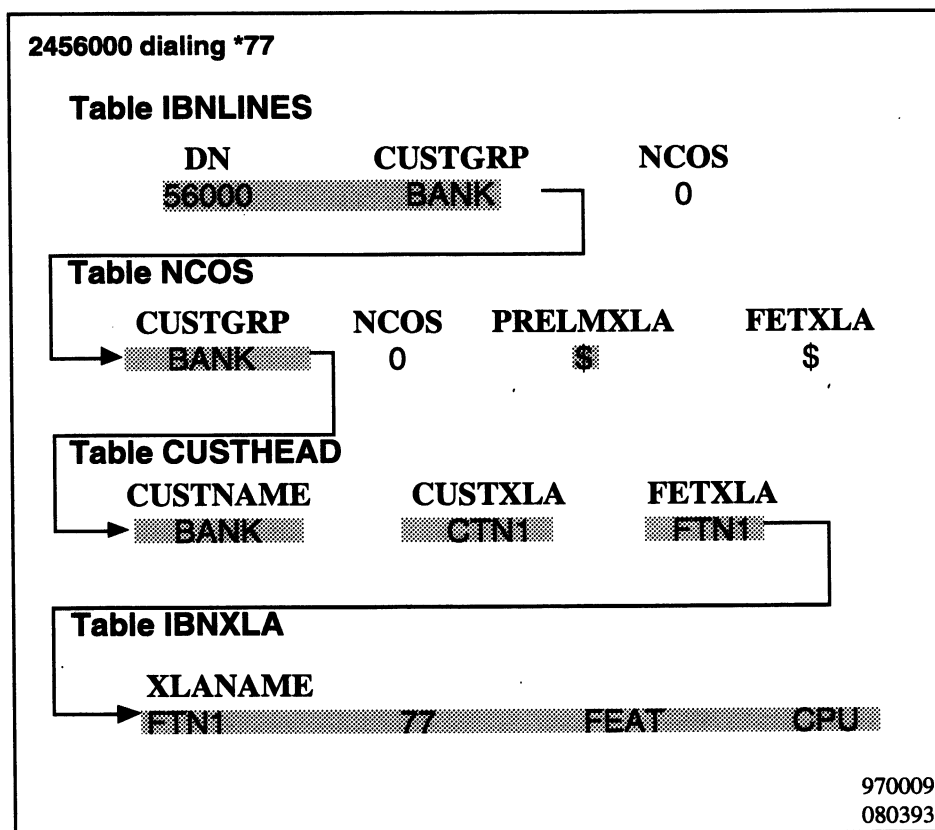 2456000 dialing *77
Table IBNLINES
DN CUSTGRP NCOS
56000 BANK 0
Table NCOS
CUSTGRP NCOS PRELMXLA FETXLA
BANK 0 $ $
Table CUSTHEAD
CUSTNAME CUSTXLA FETXLA
BANK CTN1 FTN1
Table IBNXLA
XLANAME
FTN1 77 FEAT CPU
970009
080393